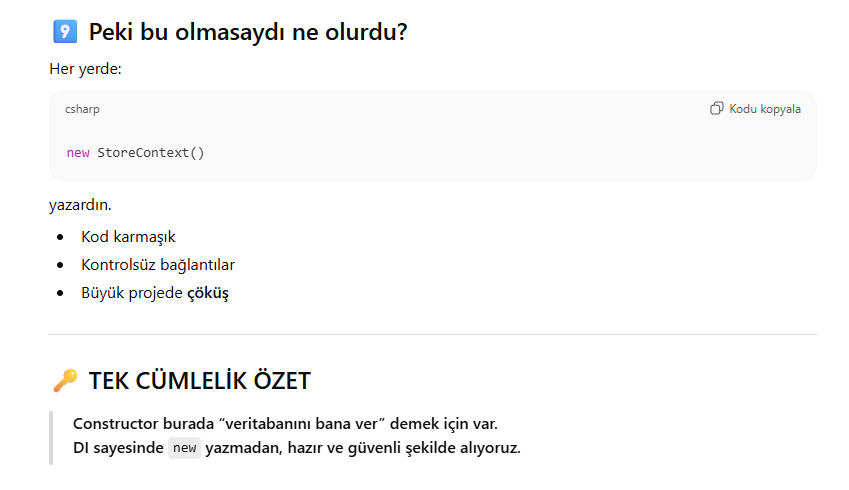 9️⃣ Peki bu olmasaydı ne olurdu?
Her yerde:
csharp Kodu kopyala
new StoreContext()
yazardın.
• Kod karmaşık
• Kontrolsüz bağlantılar
• Büyük projede çöküş
🔑 TEK CÜMLELİK ÖZET
Constructor burada “veritabanını bana ver” demek için var.
DI sayesinde new yazmadan, hazır ve güvenli şekilde alıyoruz.